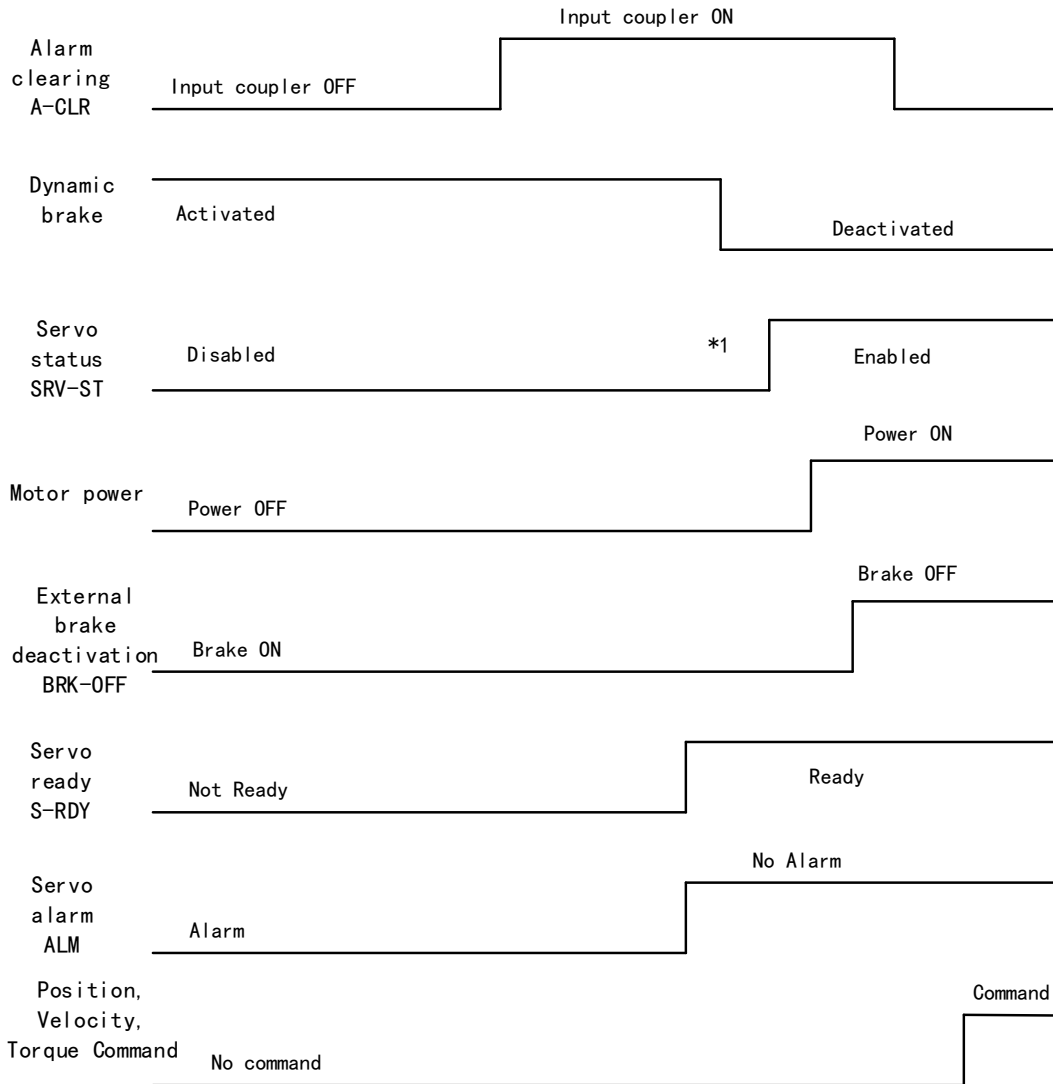 Input coupler ON
Alarm
clearing
A-CLR
Input coupler OFF
Dynamic
brake
Activated
Deactivated
Servo
status
SRV-ST
Disabled
*1
Enabled
Power ON
Motor power
Power OFF
Brake OFF
External
brake
deactivation
BRK-OFF
Brake ON
Servo
ready
S-RDY
Not Ready
Ready
No Alarm
Servo
alarm
ALM
Alarm
Position,
Velocity,
Torque Command
Command
No command